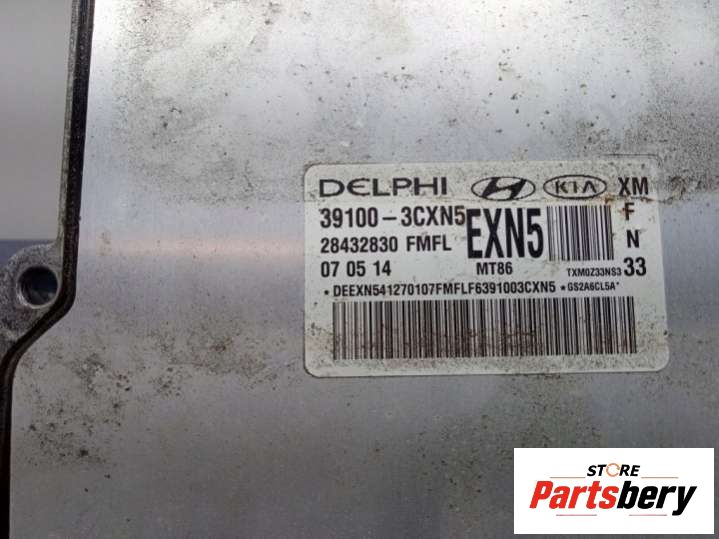 DELPHI KIA XM
39100-3CXN5 EXN5 F
28432830 FMFL N
07 05 14 MT86 TXM0Z33NS3 33
*DEEXN541270107FMFLF6391003CXN5 *GS2A6CL5A*
STORE
Partsbery